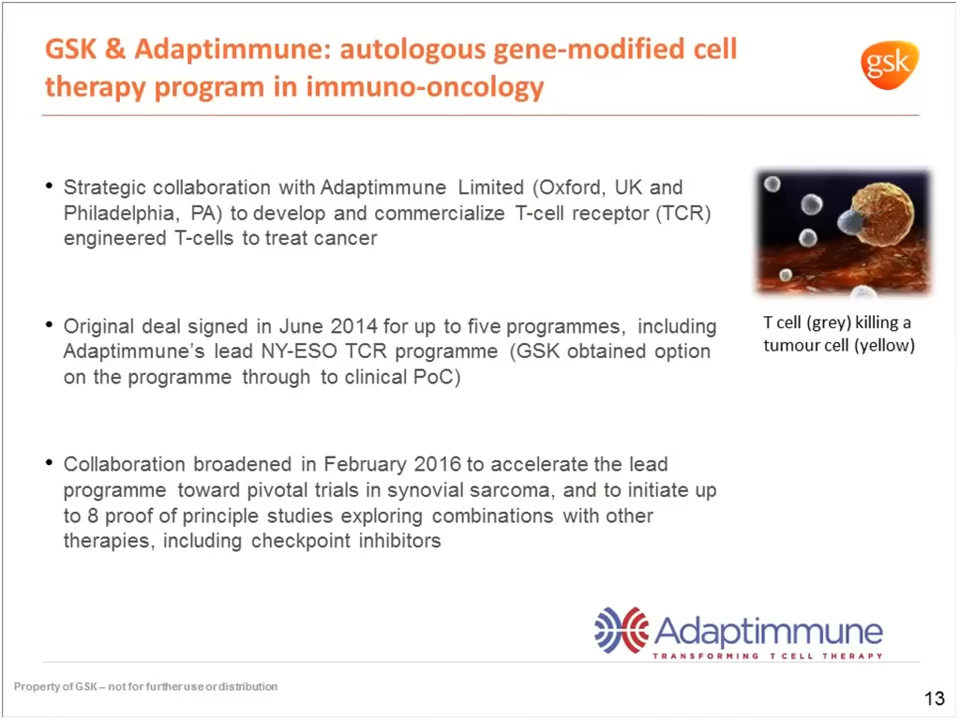 GSK & Adaptimmune: autologous gene-modified cell
therapy program in immuno-oncology
gsk
• Strategic collaboration with Adaptimmune Limited (Oxford, UK and
Philadelphia, PA) to develop and commercialize T-cell receptor (TCR)
engineered T-cells to treat cancer
• Original deal signed in June 2014 for up to five programmes, including
Adaptimmune's lead NY-ESO TCR programme (GSK obtained option
on the programme through to clinical PoC)
T cell (grey) killing a
tumour cell (yellow)
• Collaboration broadened in February 2016 to accelerate the lead
programme toward pivotal trials in synovial sarcoma, and to initiate up
to 8 proof of principle studies exploring combinations with other
therapies, including checkpoint inhibitors
Adaptimmune
TRANSFORMING T CELL THERAPY
Property of GSK – not for further use or distribution
13